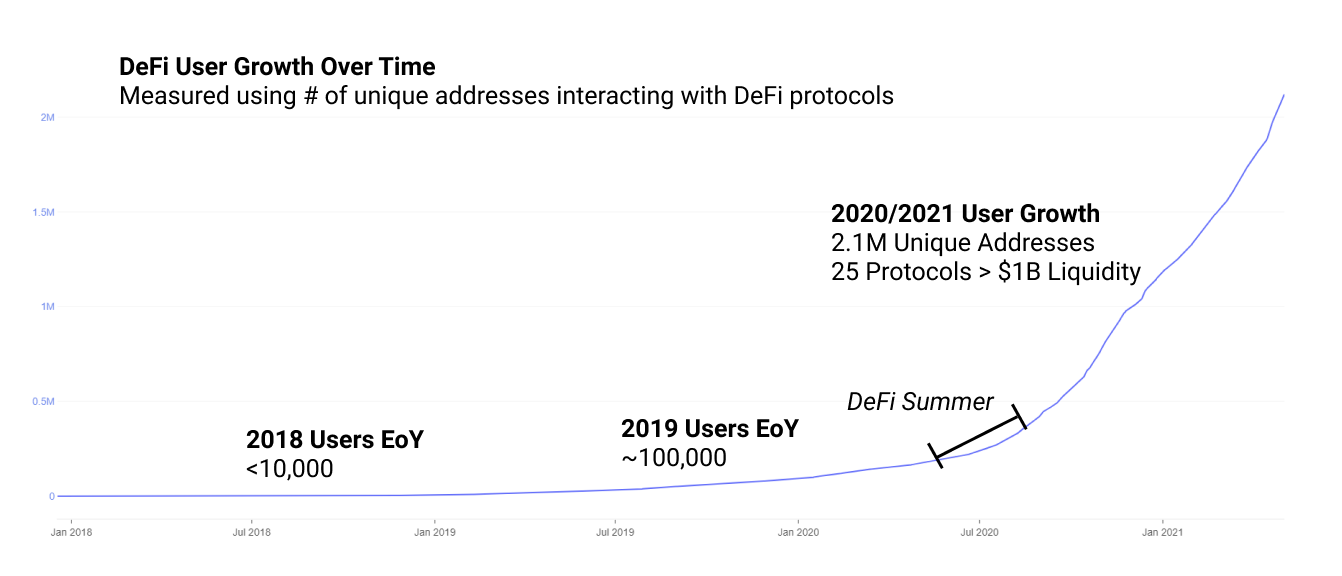 DeFi User Growth Over Time
Measured using # of unique addresses interacting with DeFi protocols
2M
1.5M
2020/2021 User Growth
2.1M Unique Addresses
25 Protocols > $1B Liquidity
1M
0.5M
DeFi Summer
2018 Users EoY
<10,000
2019 Users EoY
~100,000
0
Jan 2018
Jul 2018
Jan 2019
Jul 2019
Jan 2020
Jul 2020
Jan 2021